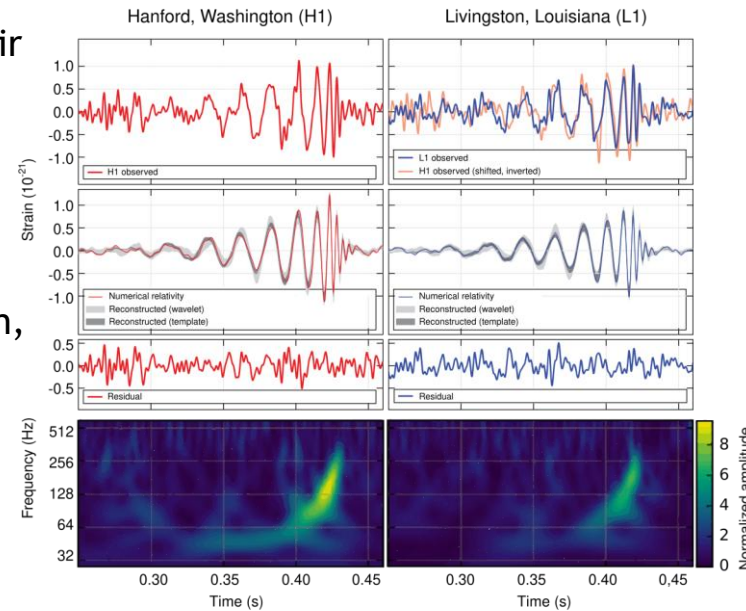 Hanford, Washington (H1)
Livingston, Louisiana (L1)
ir
1.0
0.5
0.0
-0.5
-1.0
H1 observed
L1 observed
H1 observed (shifted, inverted)
Strain (10-21)
1.0
0.5
0.0
-0.5
-1.0
Numerical relativity
Reconstructed (wavelet)
Reconstructed (template)
Numerical relativity
Reconstructed (wavelet)
Reconstructed (template)
n,
0.5
0.0
-0.5
Residual
Residual
Frequency (Hz)
512
256
128
64
32
8
6
4
2
0
Normalized amplitude
0.30
0.35
0.40
0.45
0.30
0.35
0.40
0,45
Time (s)
Time (s)